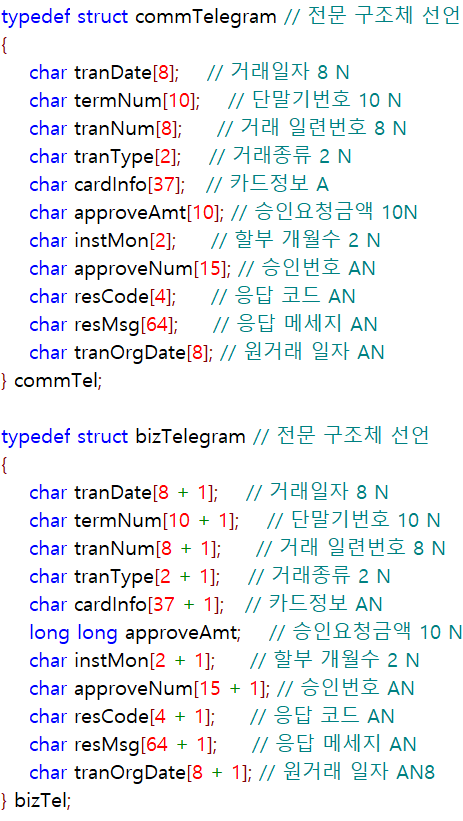 typedef struct commTelegram // 전문 구조체 선언
{
char tranDate[8]; // 거래일자 8 N
char termNum[10]; // 단말기번호 10 N
char tranNum[8]; // 거래 일련번호 8 N
char tranType[2]; // 거래종류 2 N
char cardInfo[37]; // 카드정보 A
char approveAmt[10]; // 승인요청금액 10N
char instMon[2]; // 할부 개월수 2 N
char approveNum[15]; // 승인번호 AN
char resCode[4]; // 응답 코드 AN
char resMsg[64]; // 응답 메세지 AN
char tranOrgDate[8]; // 원거래 일자 AN
} commTel;
typedef struct bizTelegram // 전문 구조체 선언
{
char tranDate[8 + 1]; // 거래일자 8 N
char termNum[10 + 1]; // 단말기번호 10 N
char tranNum[8 + 1]; // 거래 일련번호 8 N
char tranType[2 + 1]; // 거래종류 2 N
char cardInfo[37 + 1]; // 카드정보 AN
long long approveAmt; // 승인요청금액 10 N
char instMon[2 + 1]; // 할부 개월수 2 N
char approveNum[15 + 1]; // 승인번호 AN
char resCode[4 + 1]; // 응답 코드 AN
char resMsg[64 + 1]; // 응답 메세지 AN
char tranOrgDate[8 + 1]; // 원거래 일자 AN8
} bizTel;